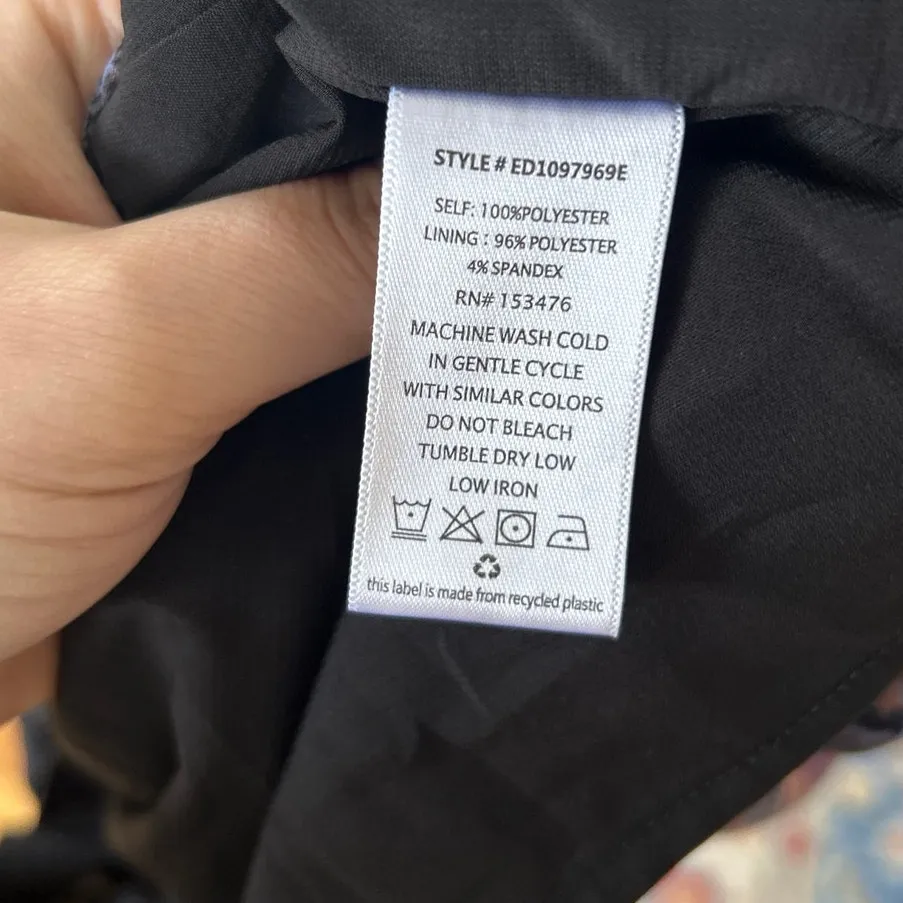 STYLE # ED1097969E
SELF: 100%POLYESTER
LINING : 96% POLYESTER
4% SPANDEX
RN# 153476
MACHINE WASH COLD
IN GENTLE CYCLE
WITH SIMILAR COLORS
DO NOT BLEACH
TUMBLE DRY LOW
LOW IRON
this label is made from recycled plastic